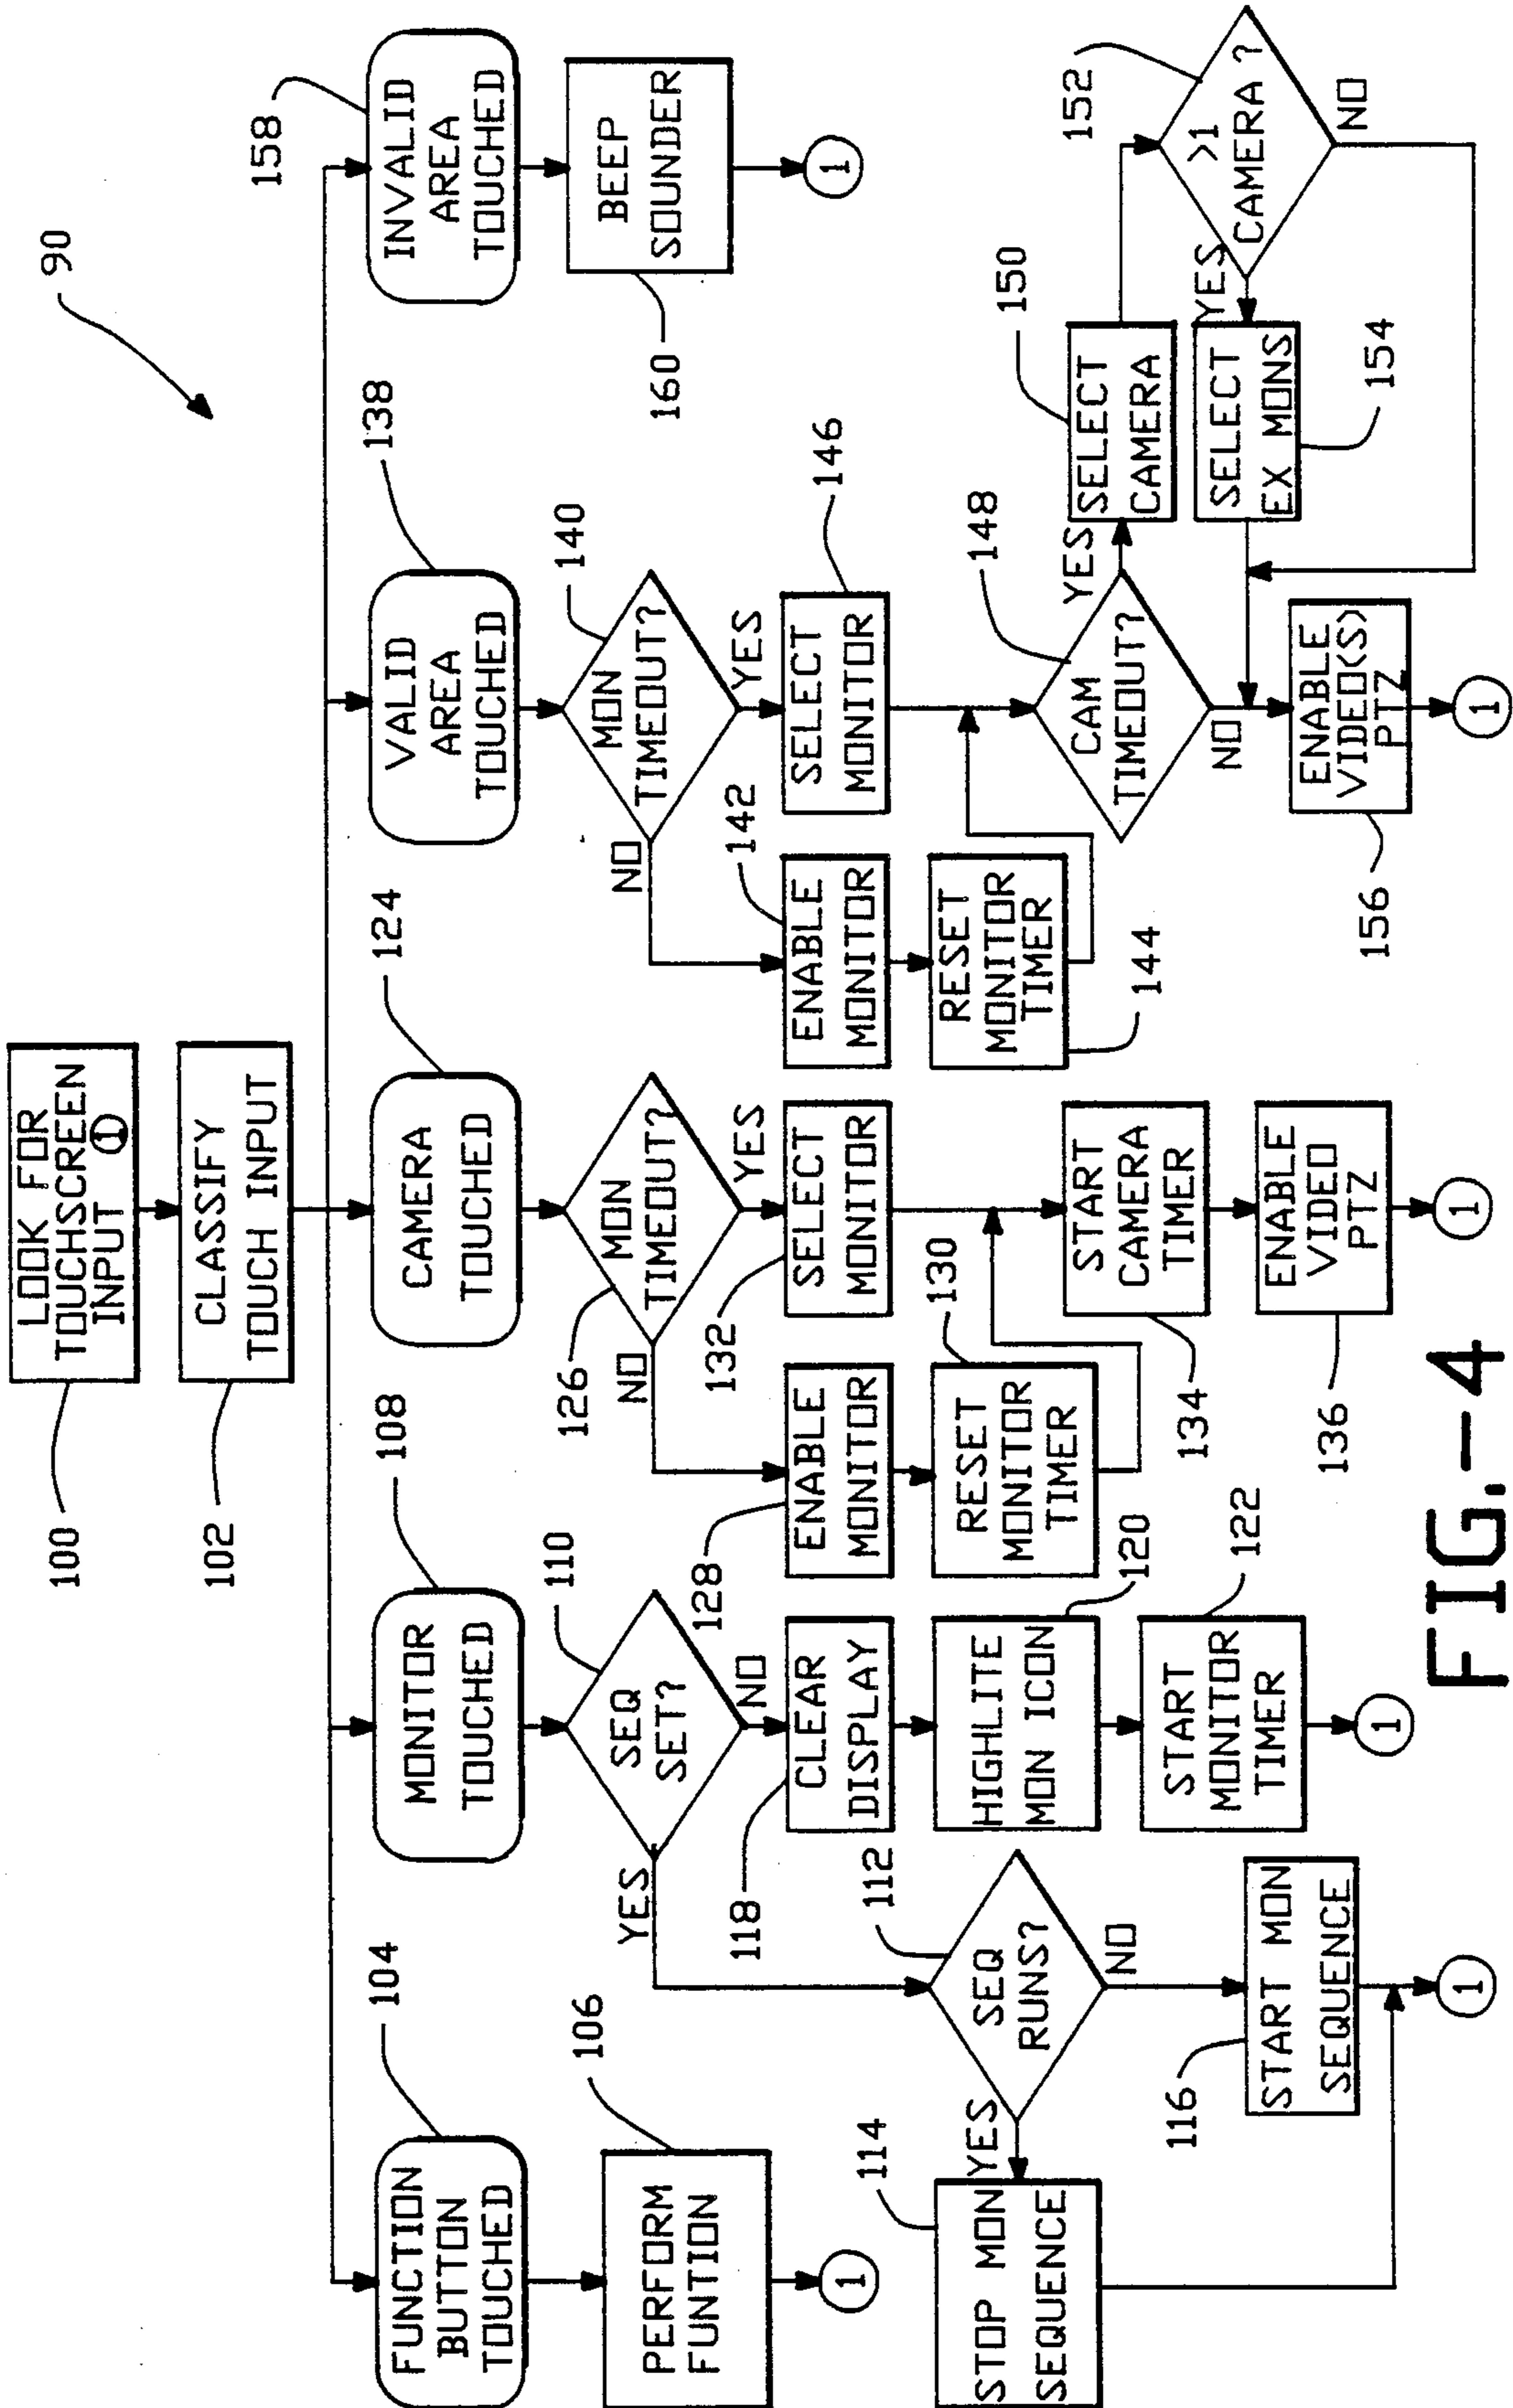 90
100
LOOK FOR
TOUCHSCREEN
INPUT ①
102
CLASSIFY
TOUCH INPUT
104
FUNCTION
BUTTON
TOUCHED
106
PERFORM
FUNTION
1
108
MONITOR
TOUCHED
110
SEQ
SET?
YES
NO
112
SEQ
RUNS?
YES
NO
114
STOP MON
SEQUENCE
116
START MON
SEQUENCE
1
118
CLEAR
DISPLAY
120
HIGHLITE
MON ICON
122
START
MONITOR
TIMER
1
124
CAMERA
TOUCHED
126
MON
TIMEOUT?
NO
YES
128
ENABLE
MONITOR
130
RESET
MONITOR
TIMER
132
SELECT
MONITOR
134
START
CAMERA
TIMER
136
ENABLE
VIDEO
PTZ
1
138
VALID
AREA
TOUCHED
140
MON
TIMEOUT?
NO
YES
142
ENABLE
MONITOR
144
RESET
MONITOR
TIMER
146
SELECT
MONITOR
148
CAM
TIMEOUT?
YES
NO
150
SELECT
CAMERA
152
>1
CAMERA ?
YES
NO
154
SELECT
EX MONS
156
ENABLE
VIDEO(S)
PTZ
1
158
INVALID
AREA
TOUCHED
160
BEEP
SOUNDER
1
FIG.-4